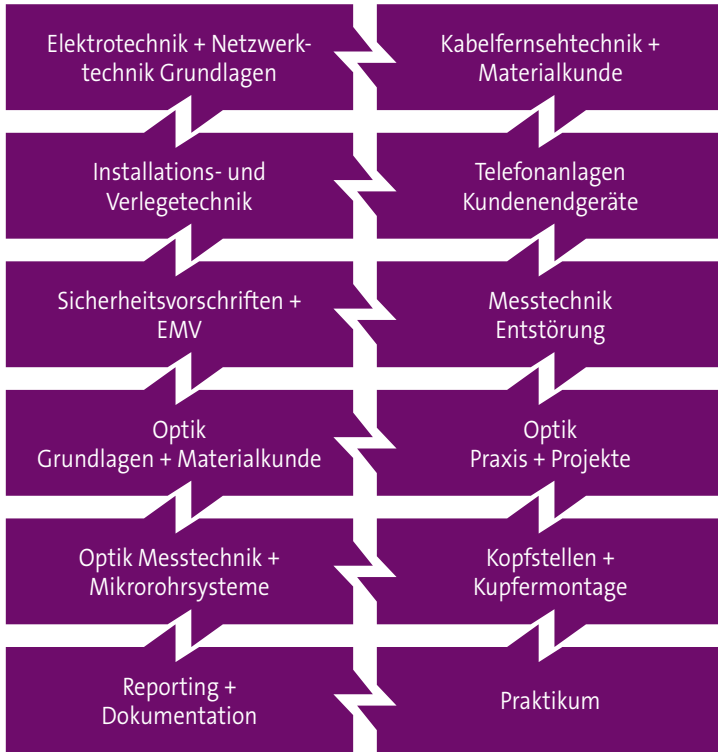 Elektrotechnik + Netzwerk-
technik Grundlagen
Kabelfernsehtechnik +
Materialkunde
Installations- und
Verlegetechnik
Telefonanlagen
Kundenendgeräte
Sicherheitsvorschriften +
EMV
Messtechnik
Entstörung
Optik
Grundlagen + Materialkunde
Optik
Praxis + Projekte
Optik Messtechnik +
Mikrorohrsysteme
Kopfstellen +
Kupfermontage
Reporting +
Dokumentation
Praktikum